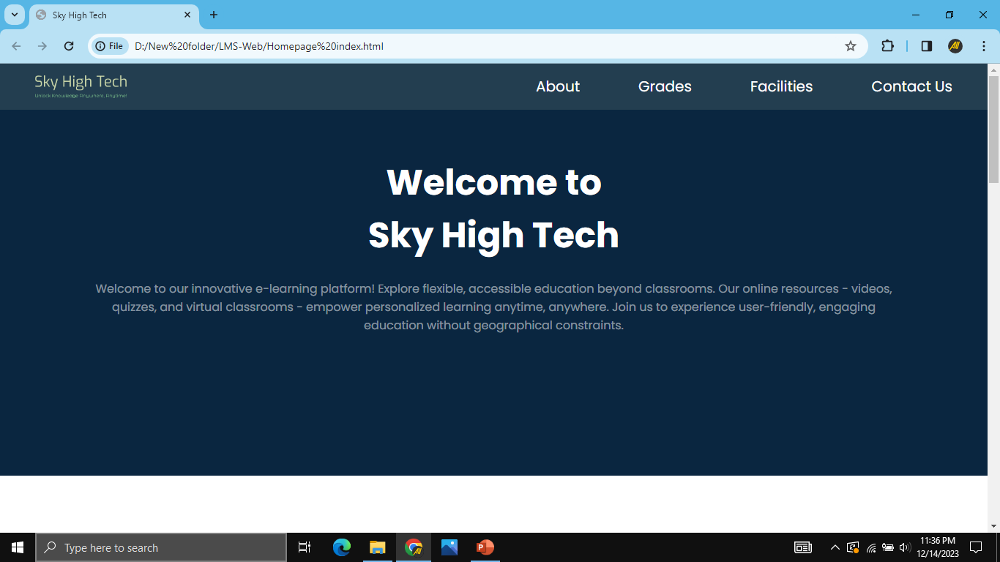 Sky High Tech
File
D:/New%20folder/LMS-Web/Homepage%20index.html
Sky High Tech
Unlock Knowledge Anywhere, Anytime!
About
Grades
Facilities
Contact Us
Welcome to
Sky High Tech
Welcome to our innovative e-learning platform! Explore flexible, accessible education beyond classrooms. Our online resources - videos,
quizzes, and virtual classrooms - empower personalized learning anytime, anywhere. Join us to experience user-friendly, engaging
education without geographical constraints.
Type here to search
11:36 PM
12/14/2023